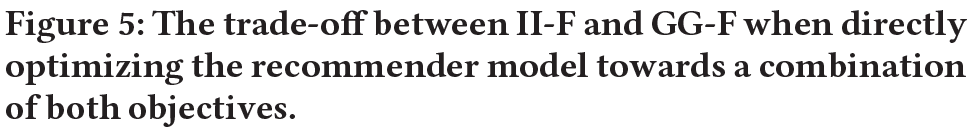 Figure 5: The trade-off between II-F and GG-F when directly
optimizing the recommender model towards a combination
of both objectives.